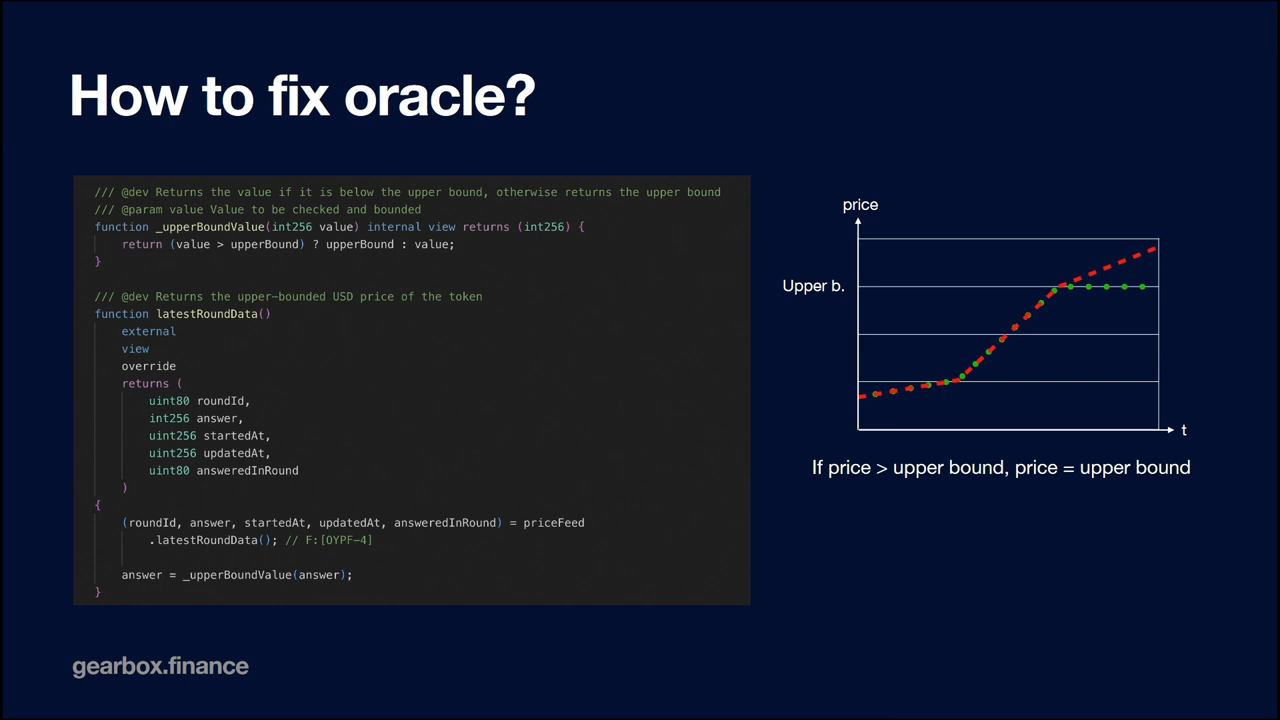 How to fix oracle?
/// @dev Returns the value if it is below the upper bound, otherwise returns the upper bound
/// @param value Value to be checked and bounded
function _upperBoundValue(int256 value) internal view returns (int256) {
return (value > upperBound) ? upperBound : value;
}
/// @dev Returns the upper-bounded USD price of the token
function latestRoundData()
external
view
override
returns (
uint80 roundId,
int256 answer,
uint256 startedAt,
uint256 updatedAt,
uint80 answeredInRound
)
{
(roundId, answer, startedAt, updatedAt, answeredInRound) = priceFeed
.latestRoundData(); // F:[OYPF-4]
answer = _upperBoundValue(answer);
}
price
Upper b.
t
If price > upper bound, price = upper bound
gearbox.finance